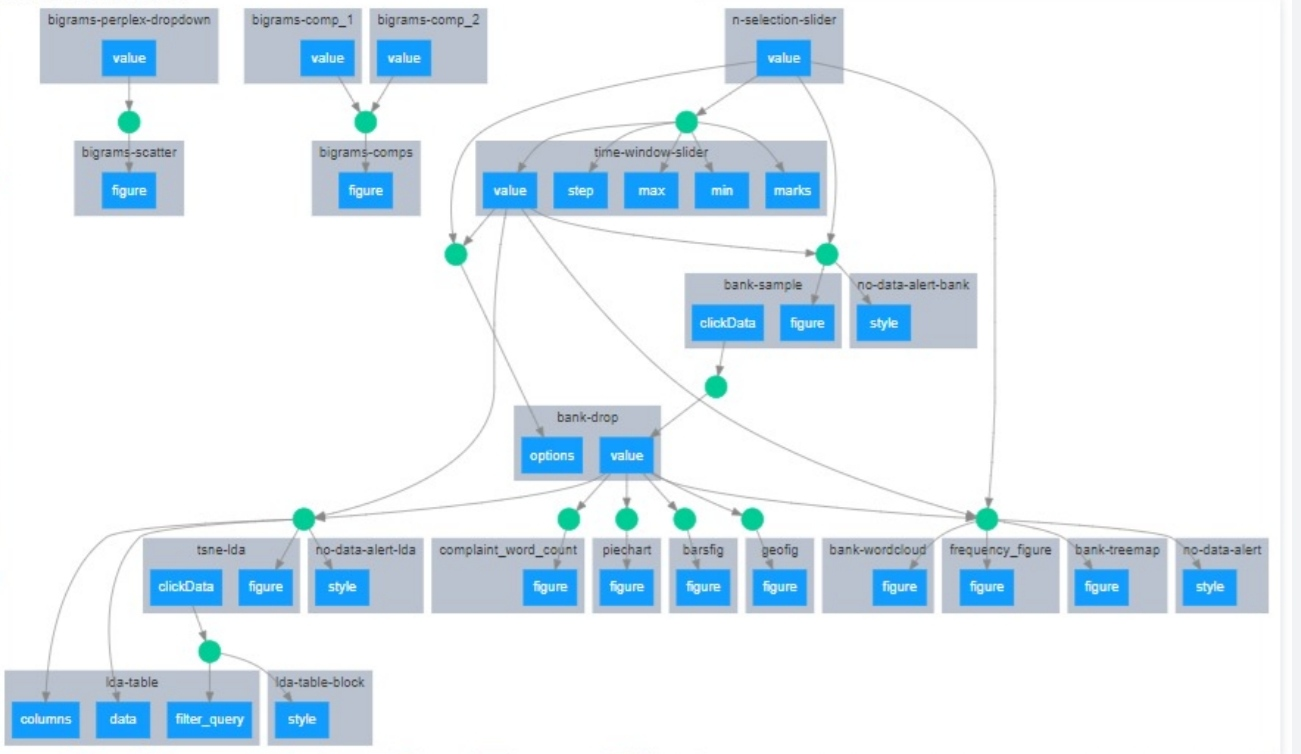 bigrams-perplex-dropdown
value
bigrams-comp_1
value
bigrams-comp_2
value
n-selection-slider
value
bigrams-scatter
figure
bigrams-comps
figure
time-window-slider
value
step
max
min
marks
bank-sample
clickData
figure
no-data-alert-bank
style
bank-drop
options
value
tsne-lda
clickData
figure
no-data-alert-lda
style
complaint_word_count
figure
piechart
figure
barsfig
figure
geofig
figure
bank-wordcloud
figure
frequency_figure
figure
bank-treemap
figure
no-data-alert
style
lda-table
columns
data
filter_query
lda-table-block
style